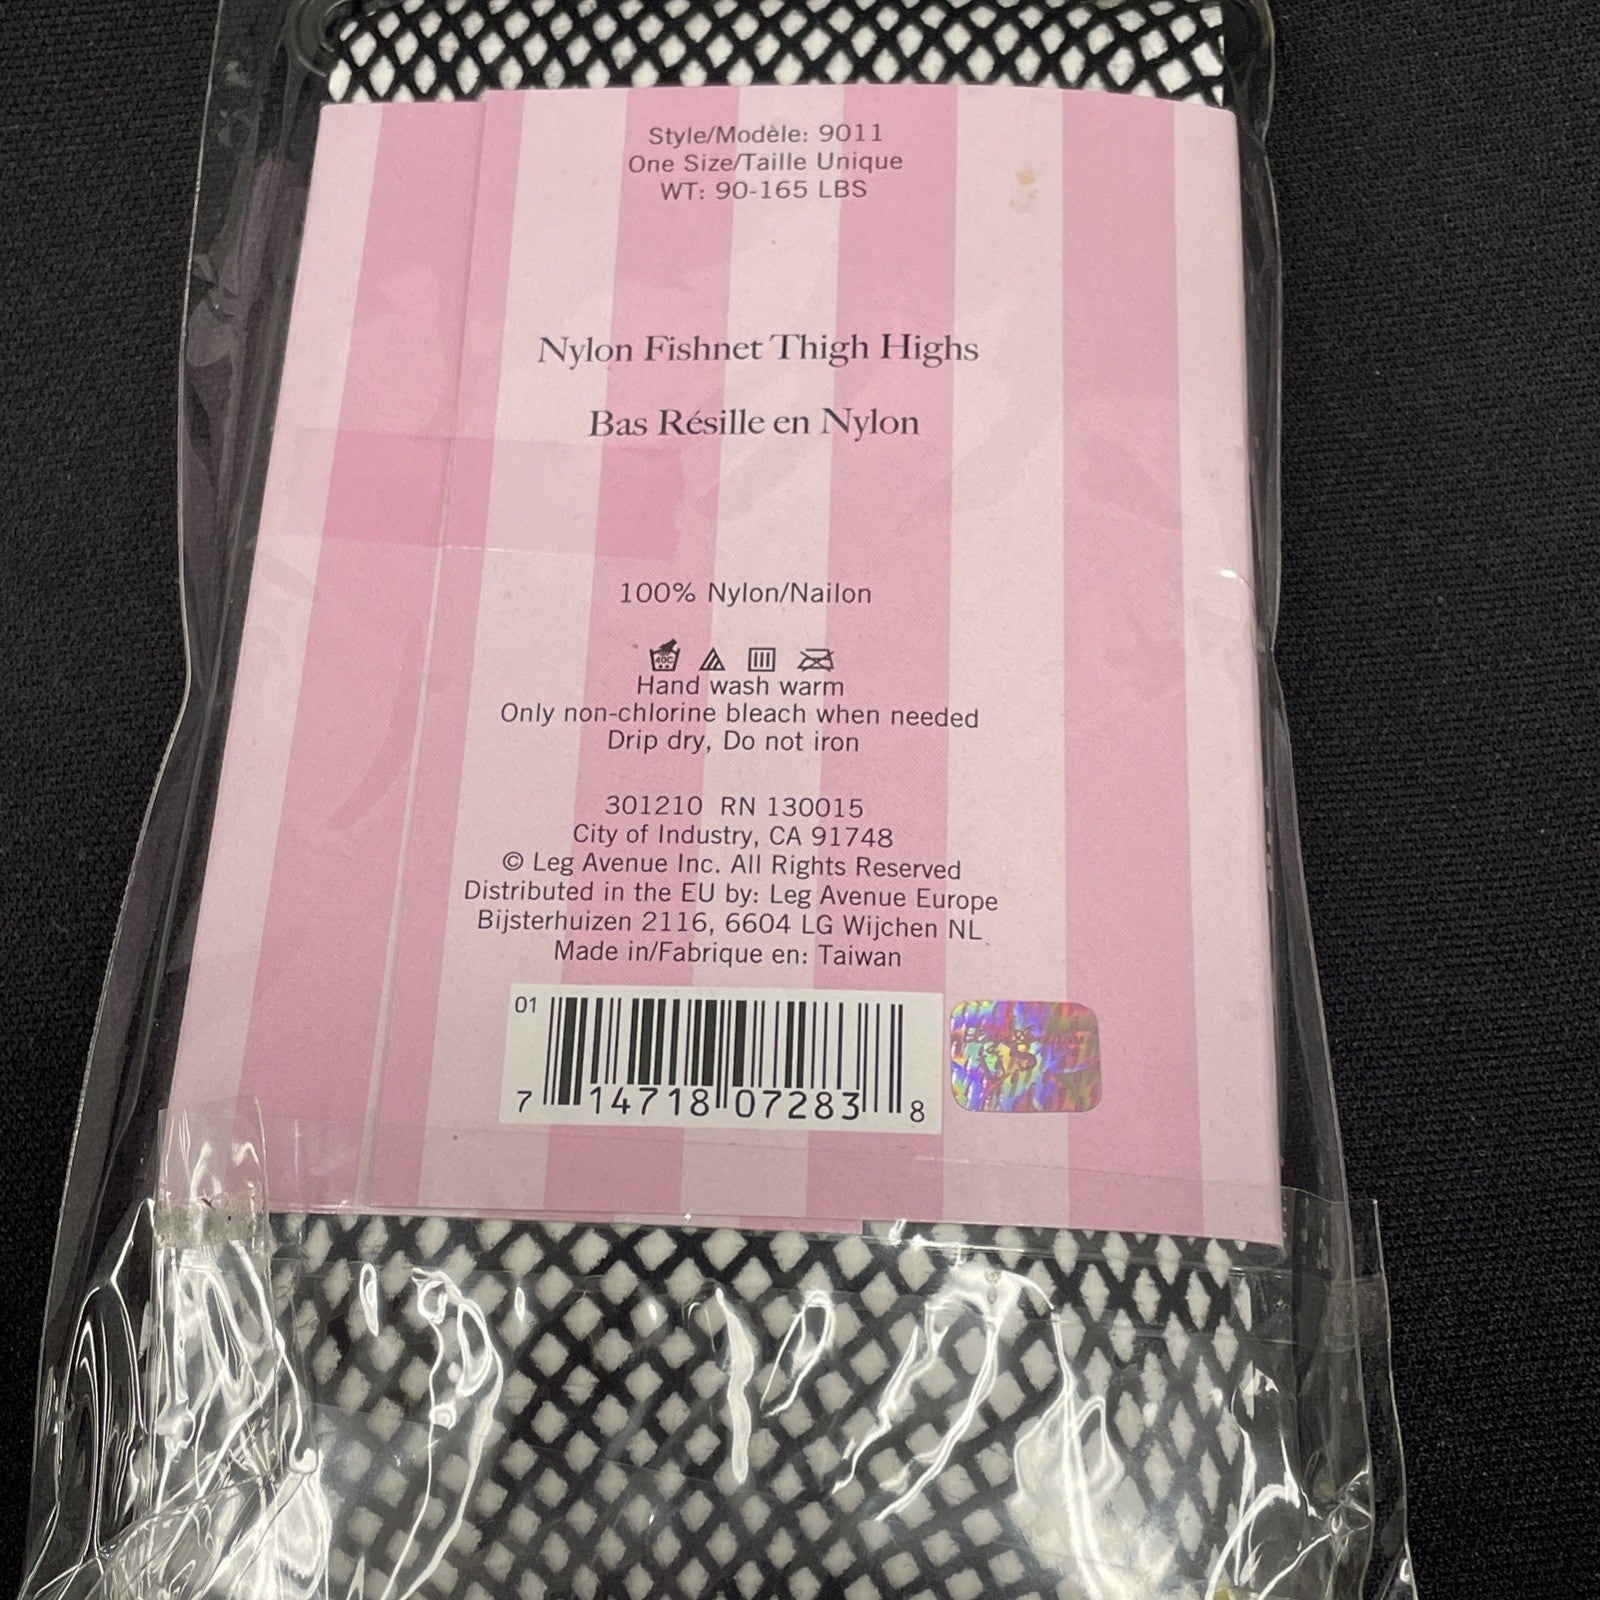 Style/Modèle: 9011
One Size/Taille Unique
WT: 90-165 LBS
Nylon Fishnet Thigh Highs
Bas Résille en Nylon
100% Nylon/Nailon
40C
Hand wash warm
Only non-chlorine bleach when needed
Drip dry, Do not iron
301210 RN 130015
City of Industry, CA 91748
© Leg Avenue Inc. All Rights Reserved
Distributed in the EU by: Leg Avenue Europe
Bijsterhuizen 2116, 6604 LG Wijchen NL
Made in/Fabrique en: Taiwan
01
7 14718 07283 8